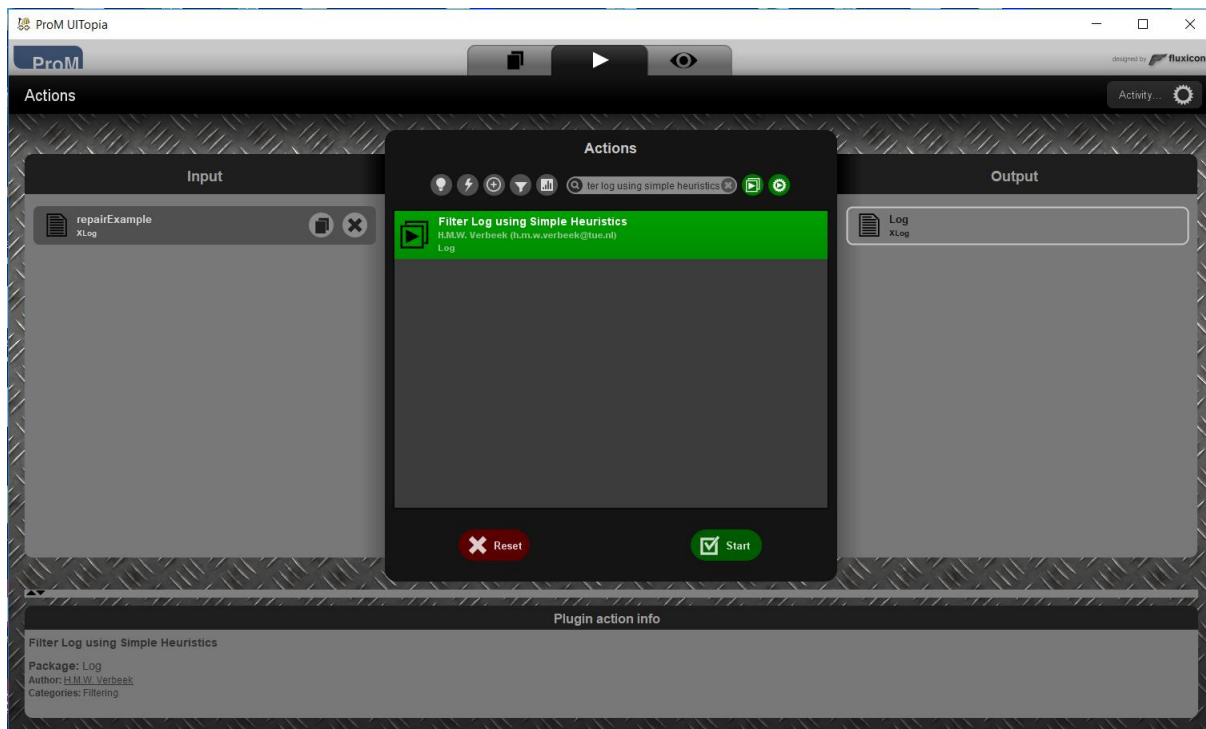 ProM UITopia
ProM
designed by fluxicon
Actions
Activity...
Input
Actions
Output
ter log using simple heuristics
repairExample
XLog
Filter Log using Simple Heuristics
H.M.W. Verbeek (h.m.w.verbeek@tue.nl)
Log
Log
XLog
Reset
Start
Plugin action info
Filter Log using Simple Heuristics
Package: Log
Author: H.M.W. Verbeek
Categories: Filtering